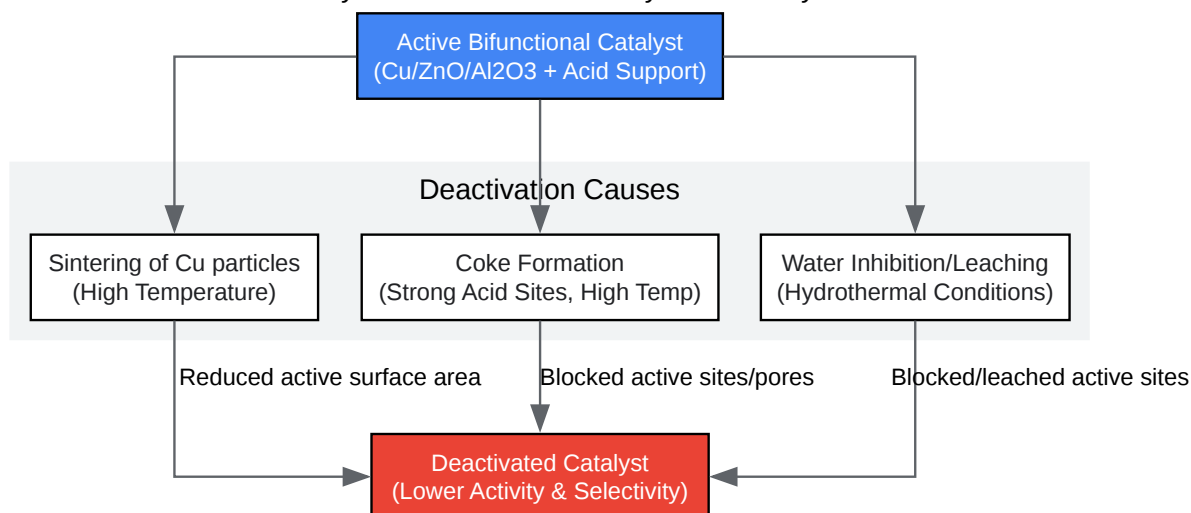 Active Bifunctional Catalyst
(Cu/ZnO/Al2O3 + Acid Support)
Deactivation Causes
Sintering of Cu particles
(High Temperature)
Coke Formation
(Strong Acid Sites, High Temp)
Water Inhibition/Leaching
(Hydrothermal Conditions)
Reduced active surface area
Blocked active sites/pores
Blocked/leached active sites
Deactivated Catalyst
(Lower Activity & Selectivity)